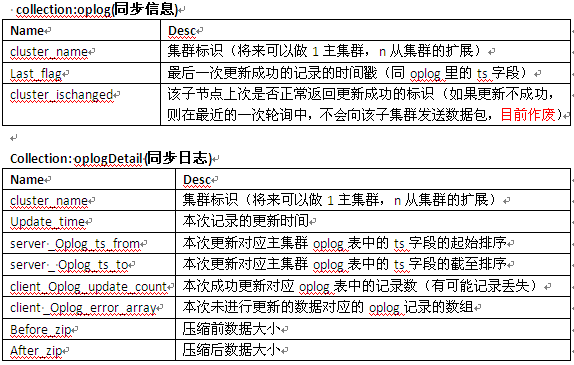 collection:oplog(同步信息)
Name Desc
cluster_name 集群标识（将来可以做 1 主集群，n 从集群的扩展）
Last_flag 最后一次更新成功的记录的时间戳（同 oplog 里的 ts 字段）
cluster_ischanged 该子节点上次是否正常返回更新成功的标识（如果更新不成功，
则在最近的一次轮询中，不会向该子集群发送数据包，目前作废）
Collection:oplogDetail(同步日志)
Name Desc
cluster_name 集群标识（将来可以做 1 主集群，n 从集群的扩展）
Update_time 本次记录的更新时间
server _Oplog_ts_from 本次更新对应主集群 oplog 表中的 ts 字段的起始排序
server _ Oplog_ts_to 本次更新对应主集群 oplog 表中的 ts 字段的截至排序
client_Oplog_update_count 本次成功更新对应 oplog 表中的记录数（有可能记录丢失）
client _Oplog_error_array 本次未进行更新的数据对应的 oplog 记录的数组
Before_zip 压缩前数据大小
After_zip 压缩后数据大小